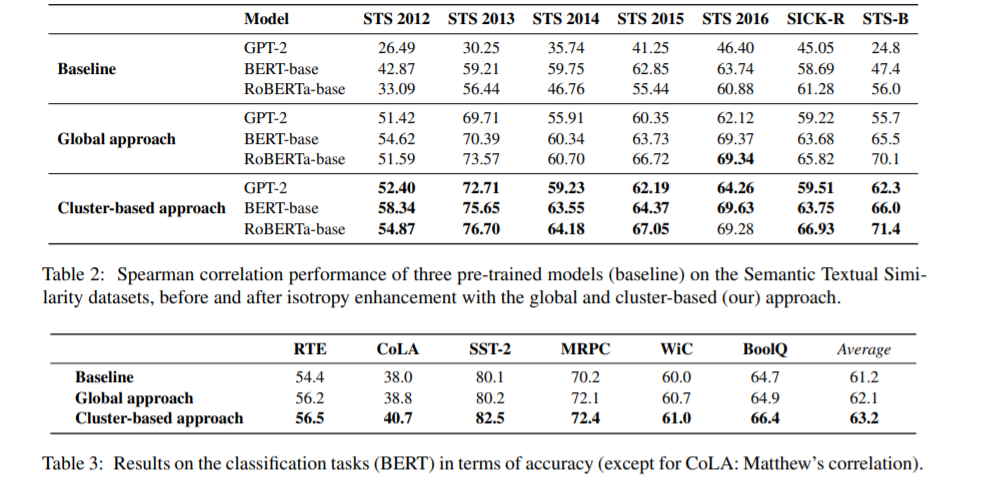 Model STS 2012 STS 2013 STS 2014 STS 2015 STS 2016 SICK-R STS-B
GPT-2 26.49 30.25 35.74 41.25 46.40 45.05 24.8
Baseline BERT-base 42.87 59.21 59.75 62.85 63.74 58.69 47.4
RoBERTa-base 33.09 56.44 46.76 55.44 60.88 61.28 56.0
GPT-2 51.42 69.71 55.91 60.35 62.12 59.22 55.7
Global approach BERT-base 54.62 70.39 60.34 63.73 69.37 63.68 65.5
RoBERTa-base 51.59 73.57 60.70 66.72 69.34 65.82 70.1
GPT-2 52.40 72.71 59.23 62.19 64.26 59.51 62.3
Cluster-based approach BERT-base 58.34 75.65 63.55 64.37 69.63 63.75 66.0
RoBERTa-base 54.87 76.70 64.18 67.05 69.28 66.93 71.4
Table 2: Spearman correlation performance of three pre-trained models (baseline) on the Semantic Textual Simi-
larity datasets, before and after isotropy enhancement with the global and cluster-based (our) approach.
RTE CoLA SST-2 MRPC WiC BoolQ Average
Baseline 54.4 38.0 80.1 70.2 60.0 64.7 61.2
Global approach 56.2 38.8 80.2 72.1 60.7 64.9 62.1
Cluster-based approach 56.5 40.7 82.5 72.4 61.0 66.4 63.2
Table 3: Results on the classification tasks (BERT) in terms of accuracy (except for CoLA: Matthew's correlation).